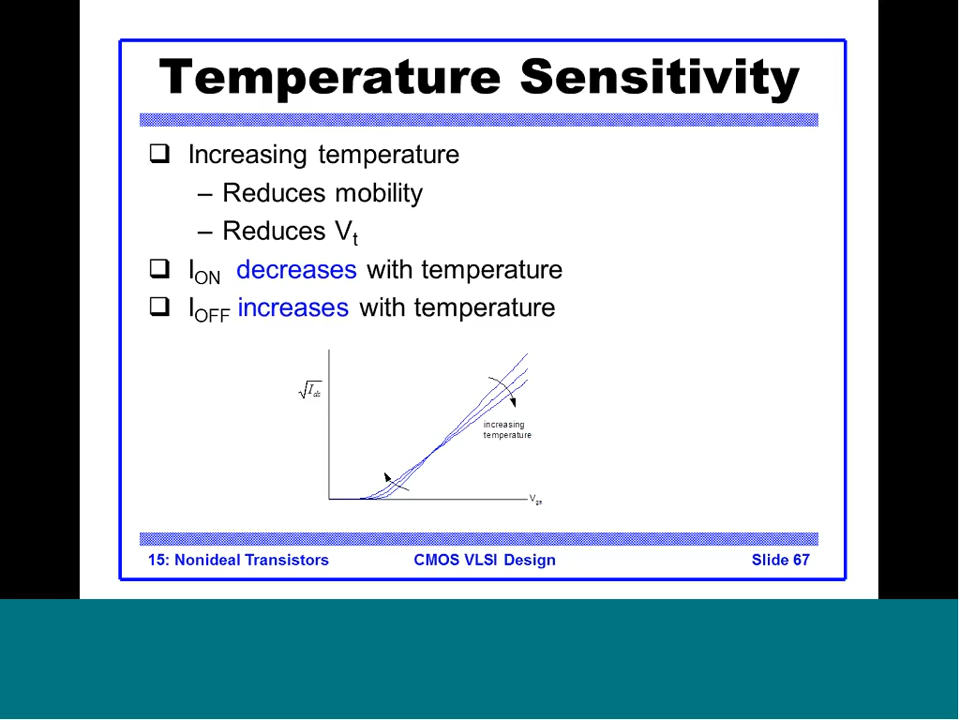 Temperature Sensitivity
❑ Increasing temperature
– Reduces mobility
– Reduces Vt
❑ ION decreases with temperature
❑ IOFF increases with temperature
√Ids
increasing
temperature
Vgs
15: Nonideal Transistors CMOS VLSI Design Slide 67